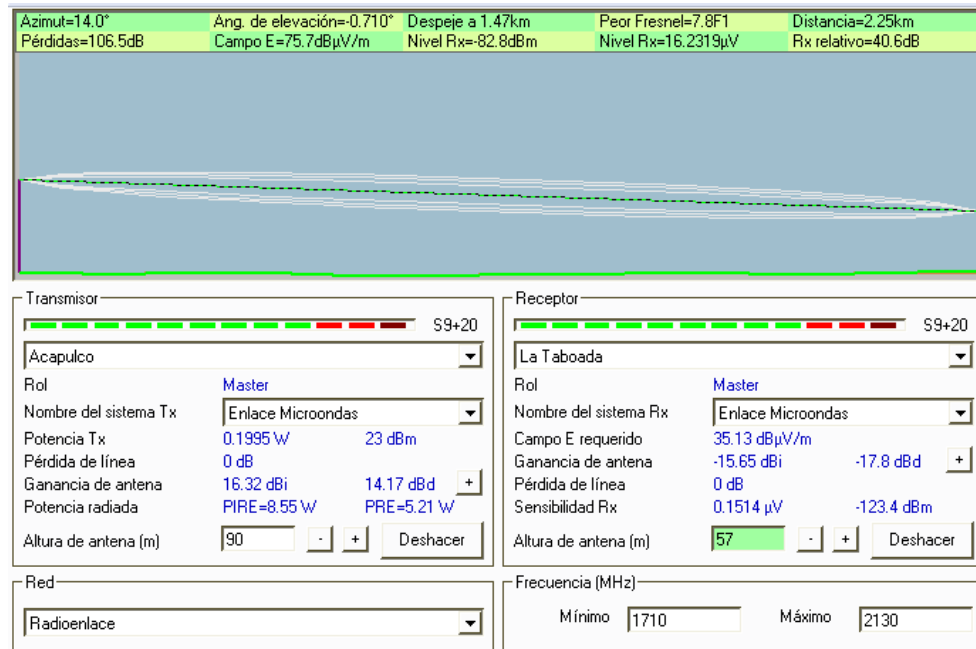 Azimut=14.0° Ang. de elevación=-0.710° Despeje a 1.47km Peor Fresnel=7.8F1 Distancia=2.25km
Pérdidas=106.5dB Campo E=75.7dBµV/m Nivel Rx=-82.8dBm Nivel Rx=16.2319µV Rx relativo=40.6dB
Transmisor
S9+20
Acapulco
Rol Master
Nombre del sistema Tx Enlace Microondas
Potencia Tx 0.1995 W 23 dBm
Pérdida de línea 0 dB
Ganancia de antena 16.32 dBi 14.17 dBd +
Potencia radiada PIRE=8.55 W PRE=5.21 W
Altura de antena (m) 90 - + Deshacer
Red
Radioenlace
Receptor
S9+20
La Taboada
Rol Master
Nombre del sistema Rx Enlace Microondas
Campo E requerido 35.13 dBµV/m
Ganancia de antena -15.65 dBi -17.8 dBd +
Pérdida de línea 0 dB
Sensibilidad Rx 0.1514 µV -123.4 dBm
Altura de antena (m) 57 - + Deshacer
Frecuencia (MHz)
Mínimo 1710 Máximo 2130